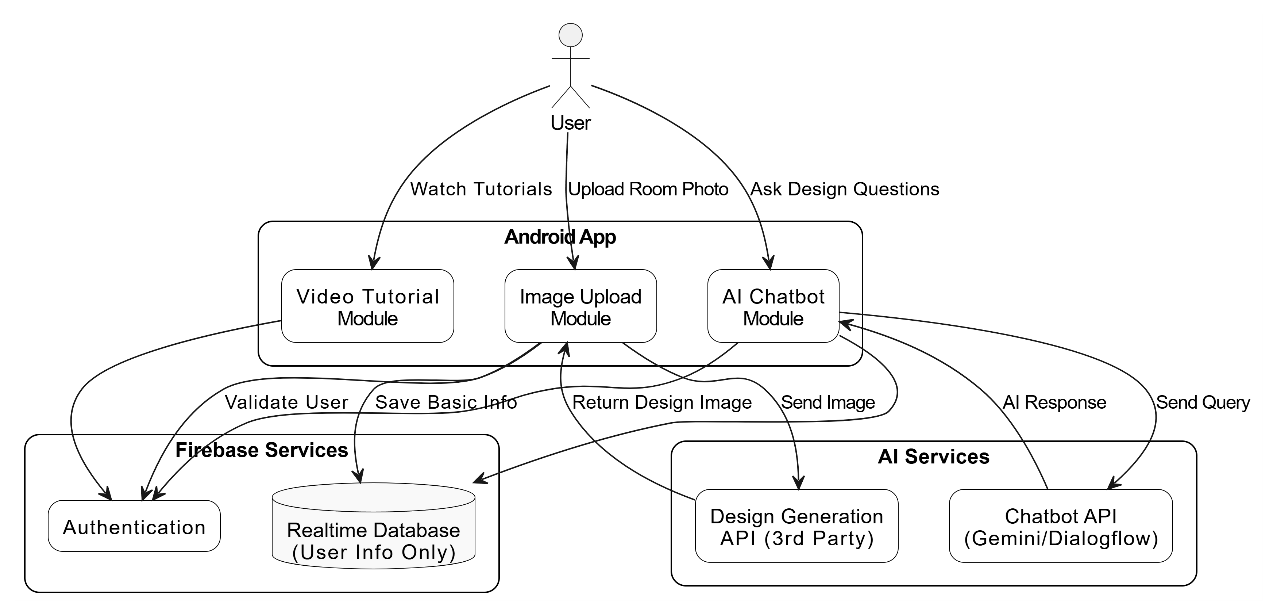 User
Watch Tutorials
Upload Room Photo
Ask Design Questions
Android App
Video Tutorial
Module
Image Upload
Module
AI Chatbot
Module
Validate User
Save Basic Info
Return Design Image
Send Image
AI Response
Send Query
Firebase Services
AI Services
Authentication
Realtime Database
(User Info Only)
Design Generation
API (3rd Party)
Chatbot API
(Gemini/Dialogflow)